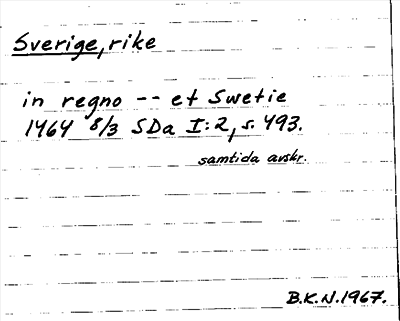 Sverige, rike
in regno -- et Swetie
1464 8/3 SDa I:2, s. 493.
samtida avskr.
B.K.N.1967.